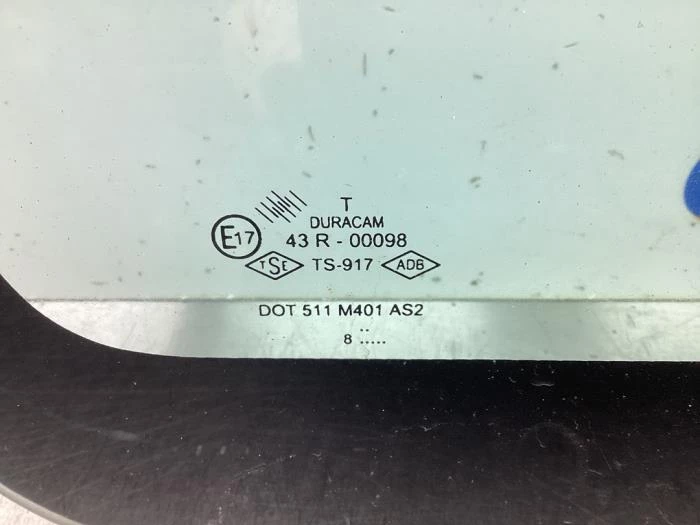 T
DURACAM
E17 43 R - 00098
TSE TS-917 ADB
DOT 511 M401 AS2
..
8 .....